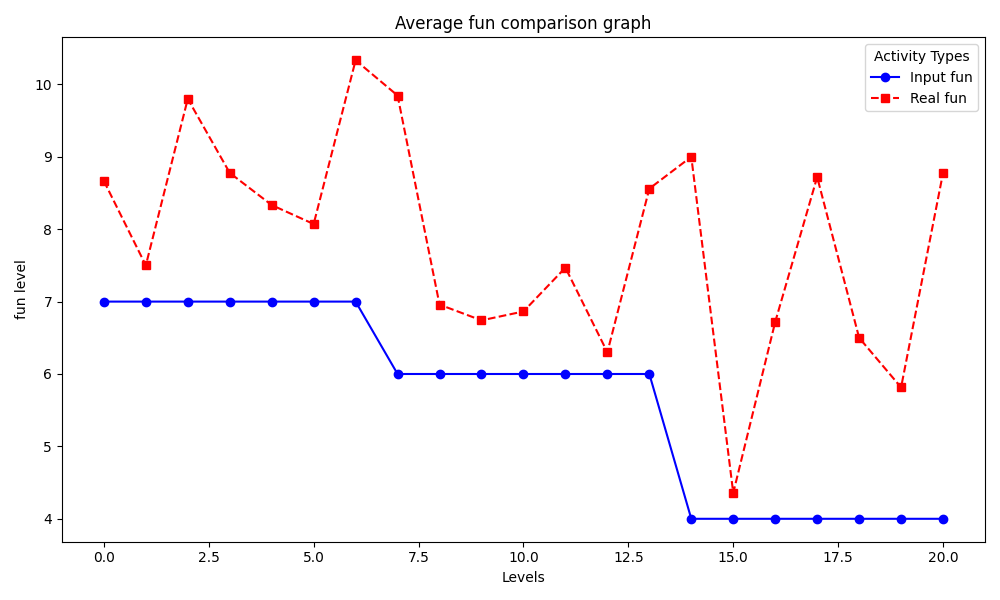 Average fun comparison graph
Activity Types
Input fun
Real fun
fun level
10
9
8
7
6
5
4
0.0 2.5 5.0 7.5 10.0 12.5 15.0 17.5 20.0
Levels